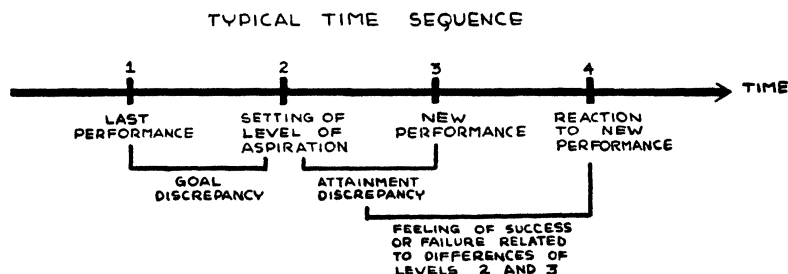 TYPICAL TIME SEQUENCE
1 2 3 4
TIME
LAST
PERFORMANCE
SETTING OF
LEVEL OF
ASPIRATION
NEW
PERFORMANCE
REACTION
TO NEW
PERFORMANCE
GOAL
DISCREPANCY
ATTAINMENT
DISCREPANCY
FEELING OF SUCCESS
OR FAILURE RELATED
TO DIFFERENCES OF
LEVELS 2 AND 3